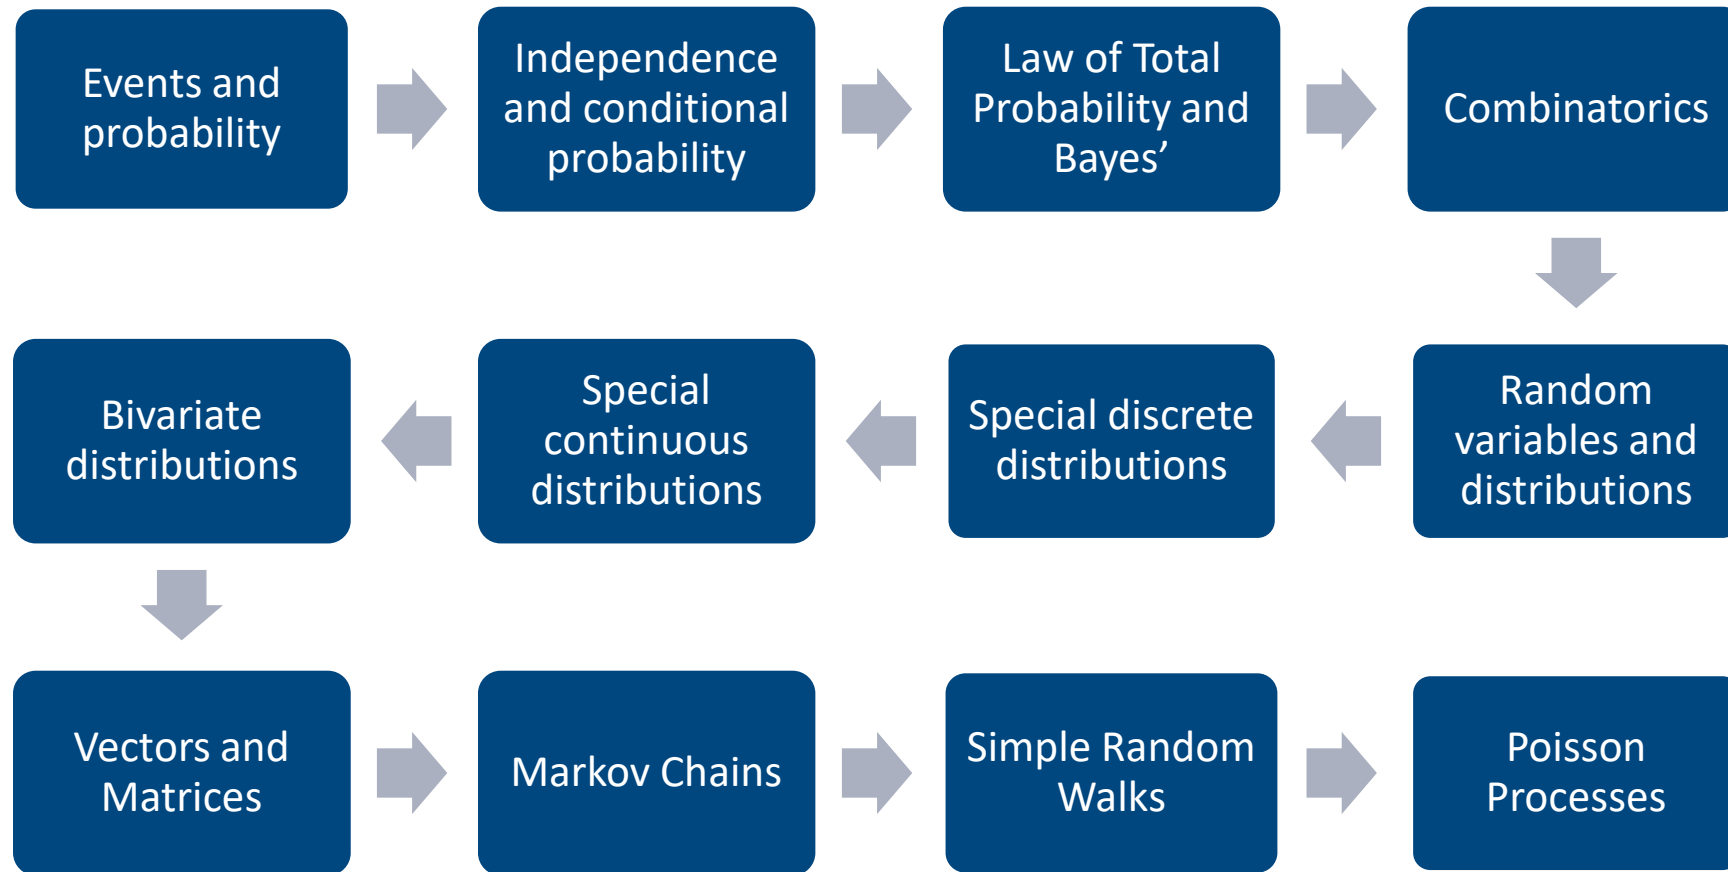 Events and
probability
Independence
and conditional
probability
Law of Total
Probability and
Bayes’
Combinatorics
Random
variables and
distributions
Special discrete
distributions
Special
continuous
distributions
Bivariate
distributions
Vectors and
Matrices
Markov Chains
Simple Random
Walks
Poisson
Processes